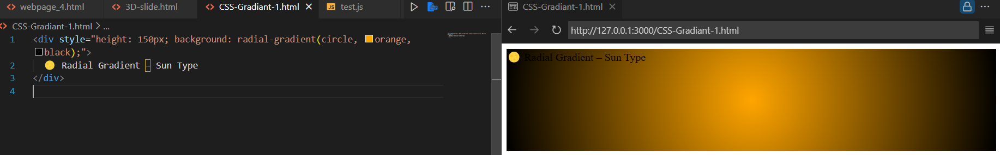 webpage_4.html
3D-slide.html
CSS-Gradiant-1.html
JS test.js
CSS-Gradiant-1.html > ...
1 <div style="height: 150px; background: radial-gradient(circle, orange,
black);">
2 🟡 Radial Gradient – Sun Type
3 </div>
4
CSS-Gradiant-1.html
http://127.0.0.1:3000/CSS-Gradiant-1.html
🟡 Radial Gradient – Sun Type